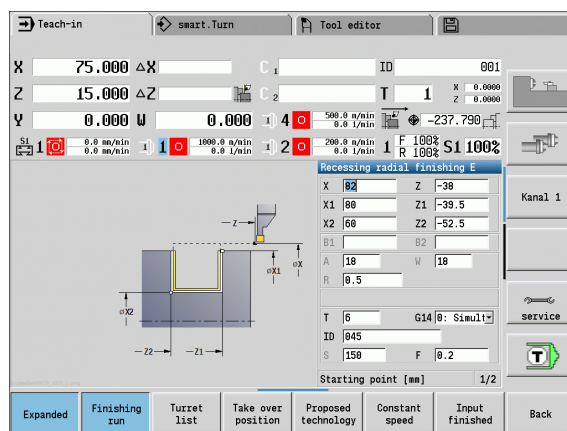 Teach-in smart.Turn Tool editor
X 75.000 △X C 1 ID 001
Z 15.000 △Z C 2 T 1 X 0.0000 Z 0.0000
Y 0.000 W 0.000 4 500.0 m/min 0.0 1/min -237.790
S1 1 0.0 mm/min 0.0 mm/min 1 1000.0 m/min 0.0 1/min 2 200.0 m/min 0.0 1/min 1 F 100% R 100% S1 100%
Recessing radial finishing E
X 82 Z -38
X1 80 Z1 -39.5
X2 60 Z2 -52.5
B1 B2
A 18 W 18
R 0.5
T 6 G14 0: Simult
ID 045
S 150 F 0.2
Starting point [mm] 1/2
Z
øX1
øX
øX2
Z2 Z1
Kanal 1
service
T
Expanded
Finishing run
Turret list
Take over position
Proposed technology
Constant speed
Input finished
Back